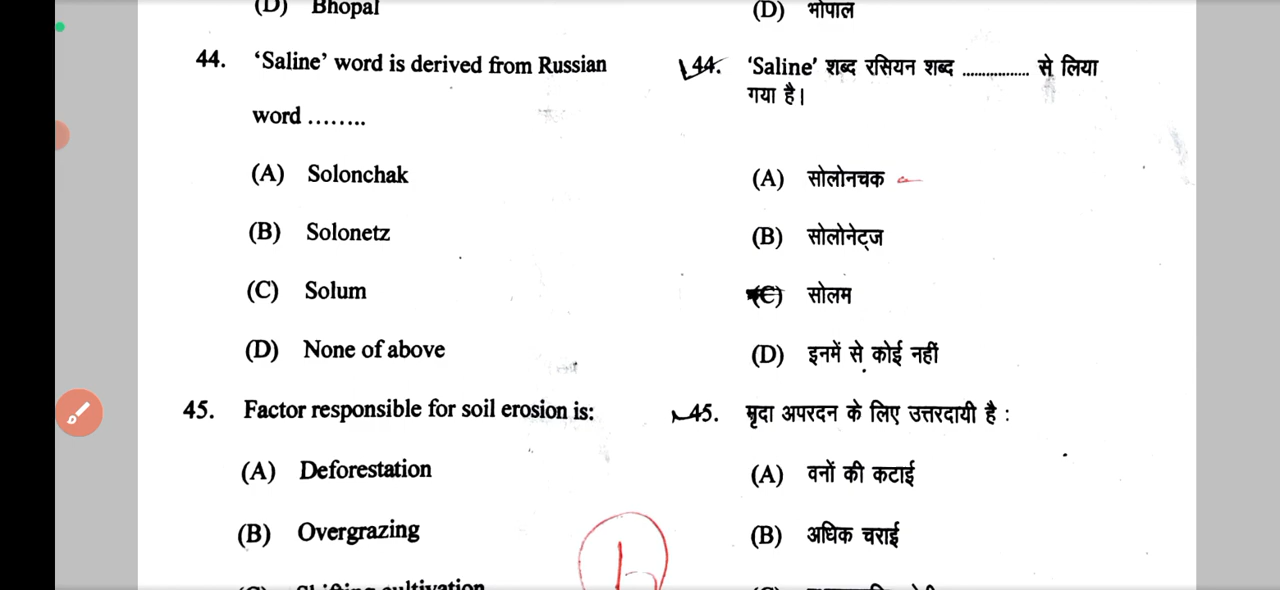 (D) Bhopal
44. ‘Saline’ word is derived from Russian
word ........
(A) Solonchak
(B) Solonetz
(C) Solum
(D) None of above
45. Factor responsible for soil erosion is:
(A) Deforestation
(B) Overgrazing
(D) भोपाल
44. ‘Saline’ शब्द रसियन शब्द ................. से लिया
गया है।
(A) सोलोनचक
(B) सोलोनेट्ज
(C) सोलम
(D) इनमें से कोई नहीं
45. मृदा अपरदन के लिए उत्तरदायी है :
(A) वनों की कटाई
(B) अधिक चराई